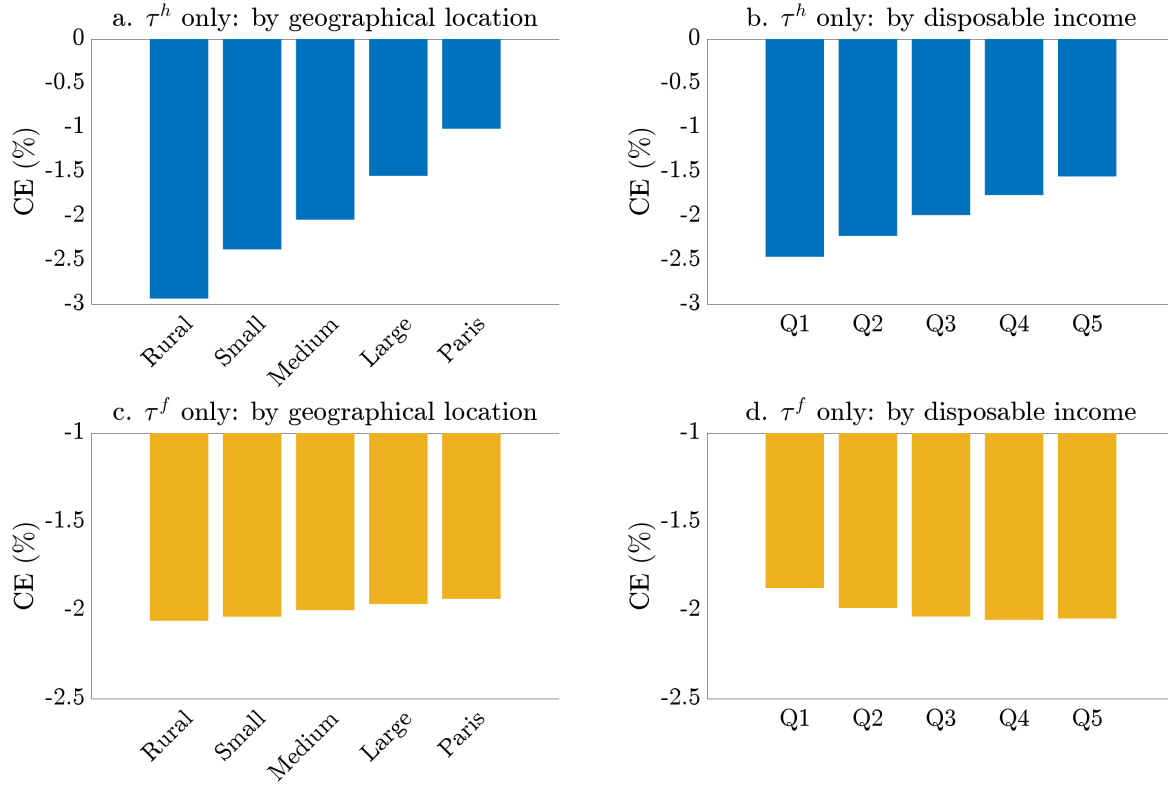 a. τ^h only: by geographical location
0
-0.5
-1
-1.5
-2
-2.5
-3
CE (%)
Rural
Small
Medium
Large
Paris
b. τ^h only: by disposable income
0
-0.5
-1
-1.5
-2
-2.5
-3
CE (%)
Q1
Q2
Q3
Q4
Q5
c. τ^f only: by geographical location
-1
-1.5
-2
-2.5
CE (%)
Rural
Small
Medium
Large
Paris
d. τ^f only: by disposable income
-1
-1.5
-2
-2.5
CE (%)
Q1
Q2
Q3
Q4
Q5